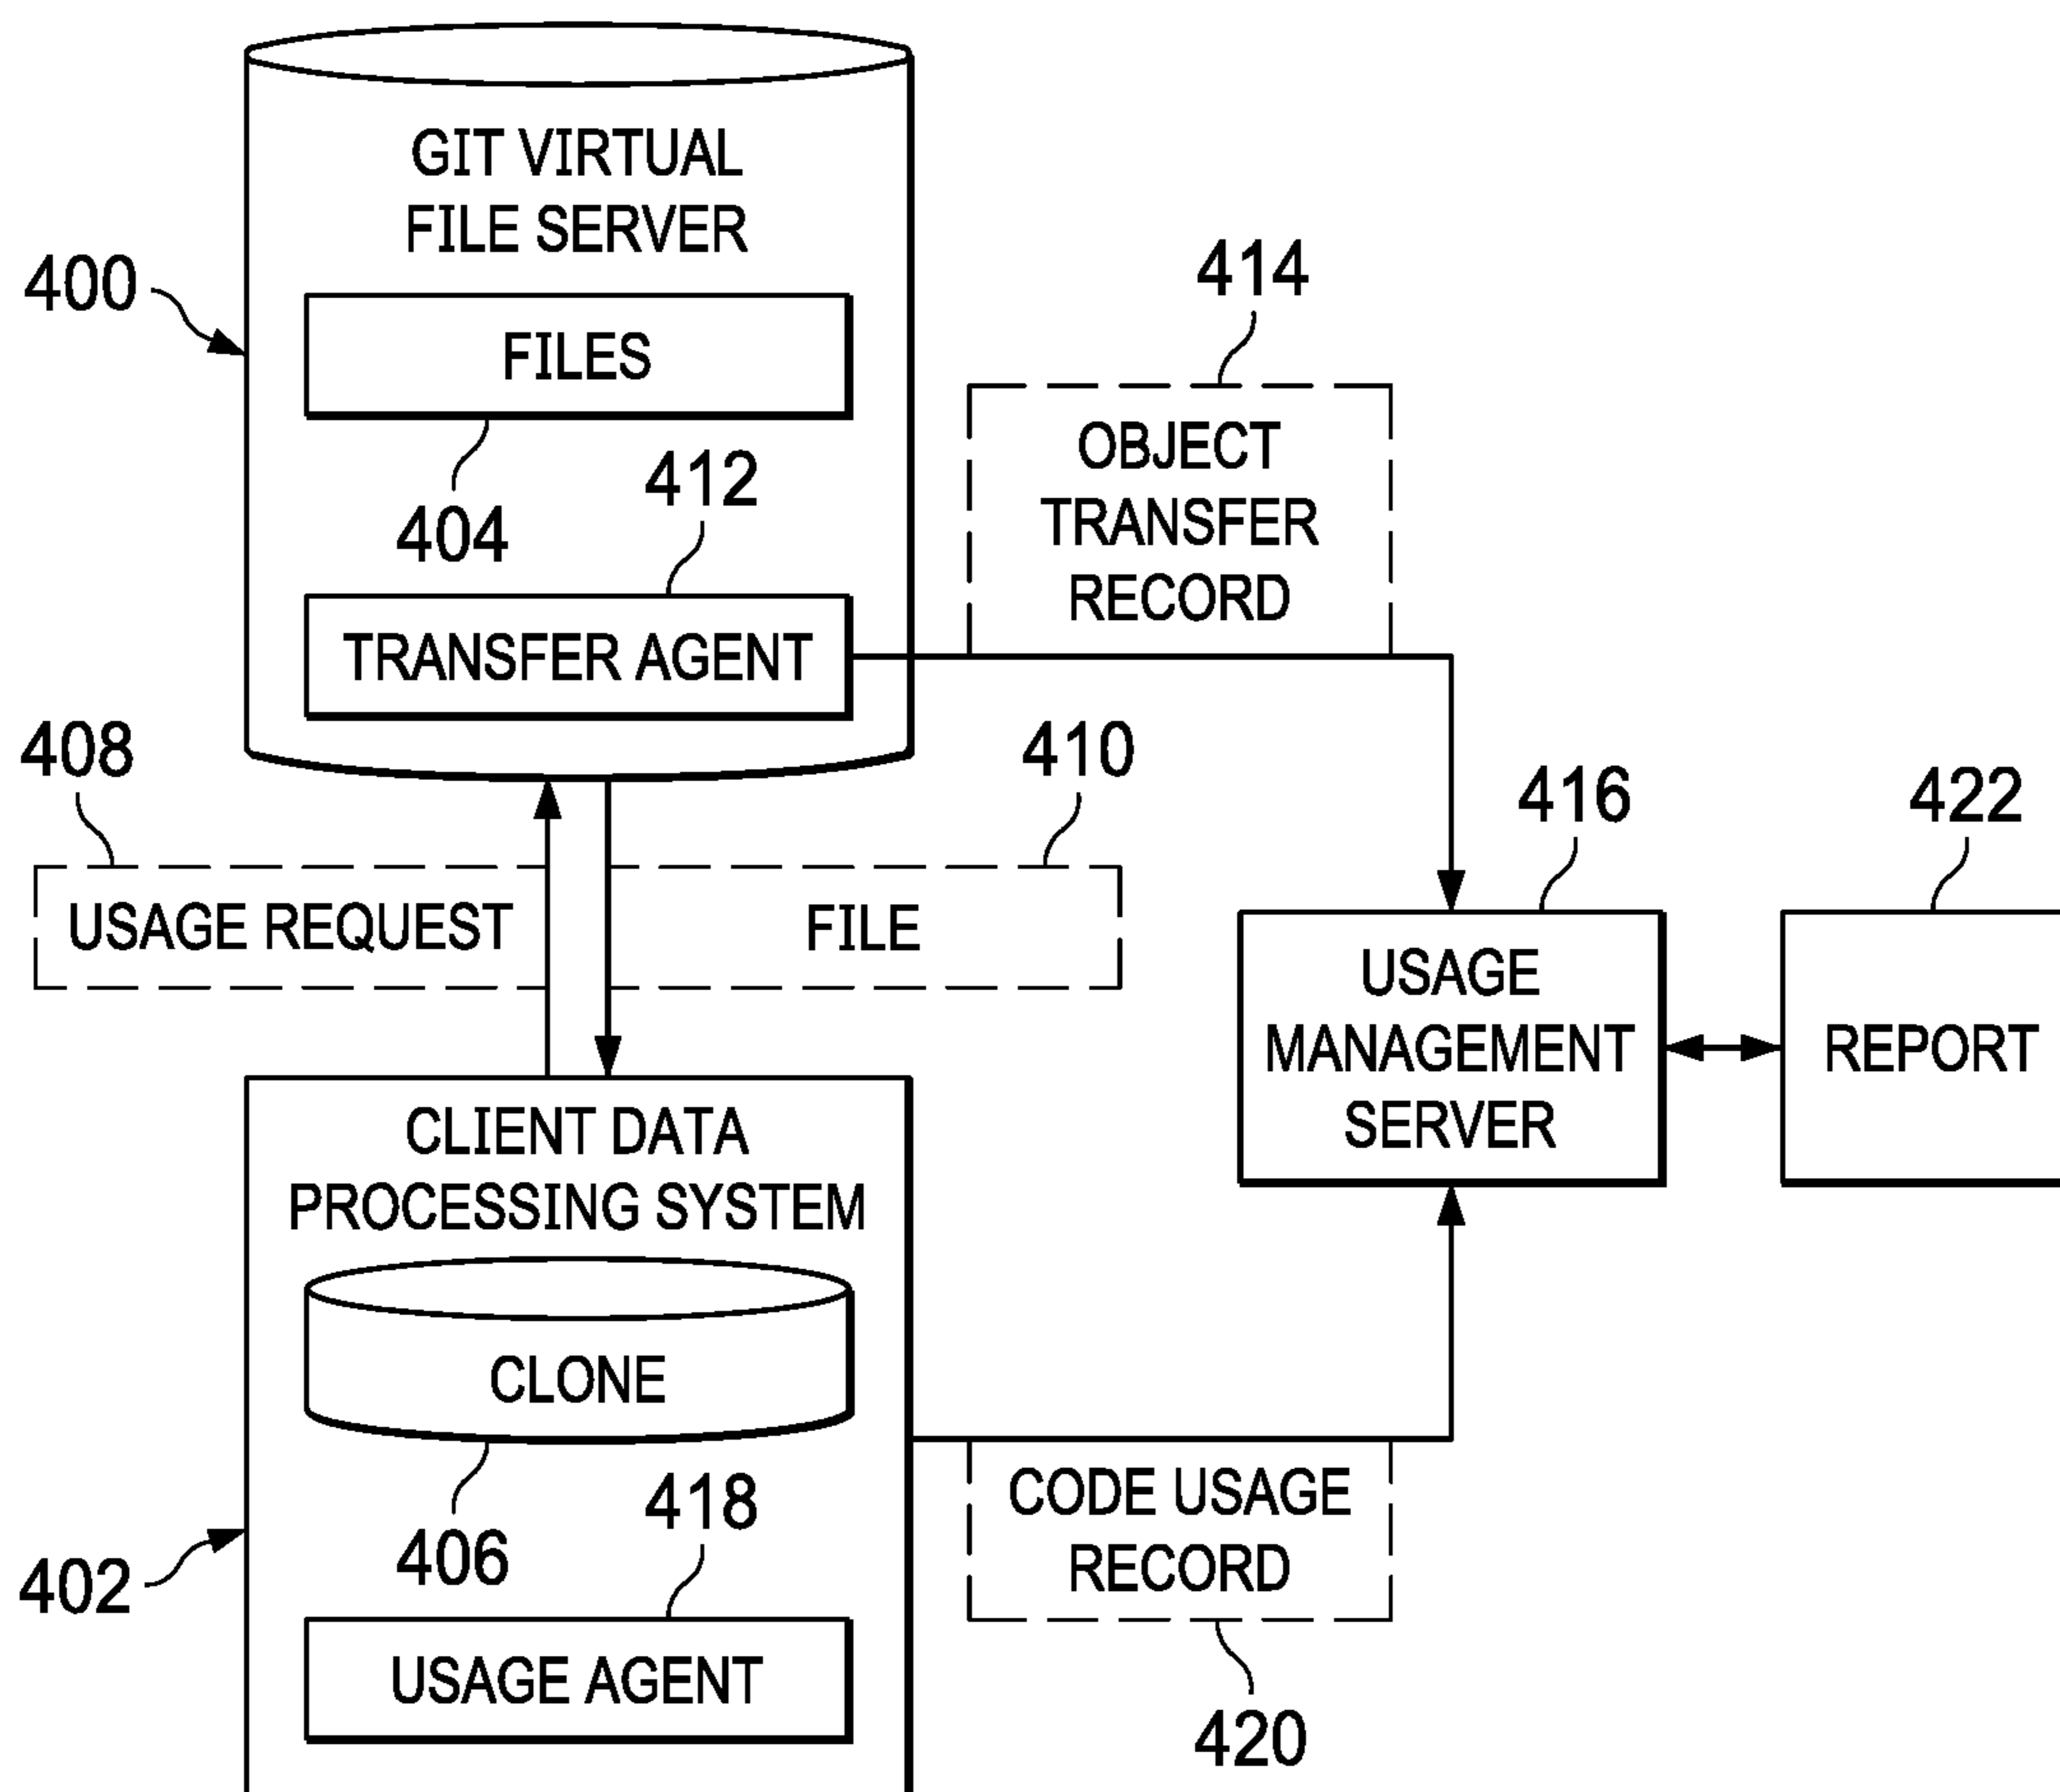 GIT VIRTUAL
FILE SERVER
400
FILES
404
412
TRANSFER AGENT
414
OBJECT
TRANSFER
RECORD
408
USAGE REQUEST
410
FILE
416
USAGE
MANAGEMENT
SERVER
422
REPORT
CLIENT DATA
PROCESSING SYSTEM
CLONE
406
402
418
USAGE AGENT
CODE USAGE
RECORD
420